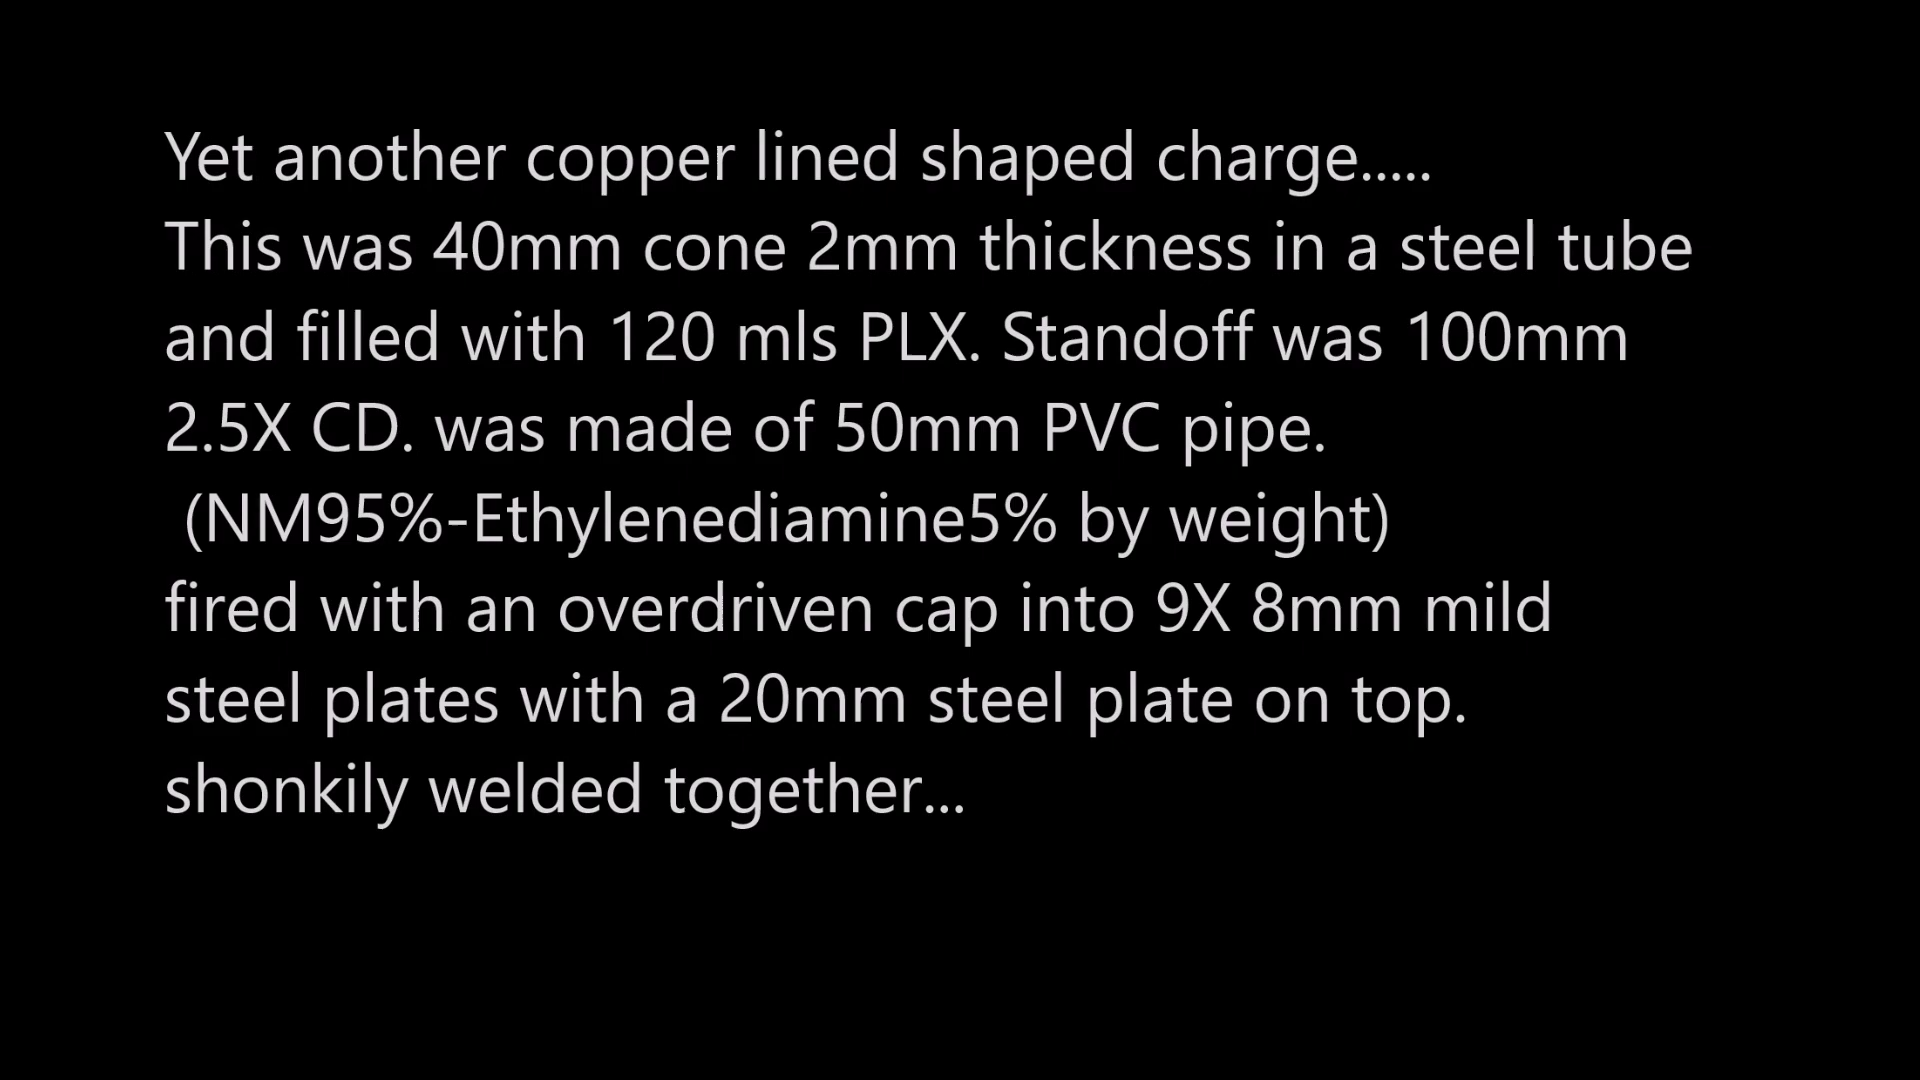 Yet another copper lined shaped charge.....
This was 40mm cone 2mm thickness in a steel tube
and filled with 120 mls PLX. Standoff was 100mm
2.5X CD. was made of 50mm PVC pipe.
(NM95%-Ethylenediamine5% by weight)
fired with an overdriven cap into 9X 8mm mild
steel plates with a 20mm steel plate on top.
shonkily welded together...